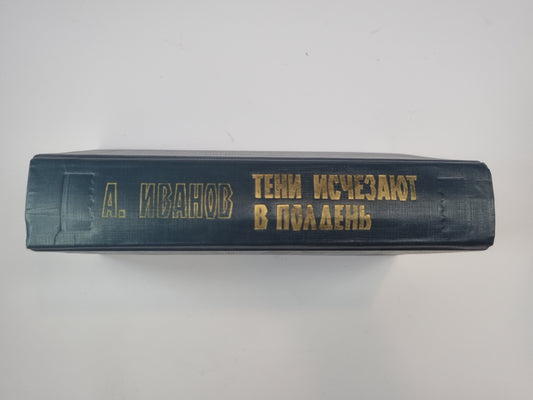 А. ИВАНОВ
ТЕНИ ИСЧЕЗАЮТ
В ПОЛДЕНЬ